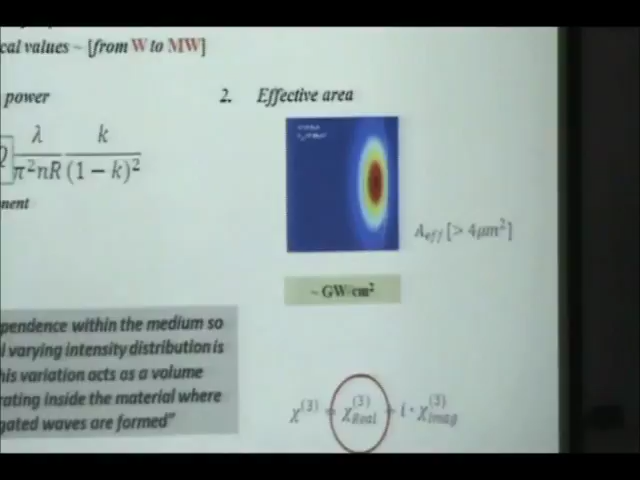 cal values ~ [from W to MW]
power
2. Effective area
Q λ/π²nR k/(1 − k)²
nent
A_eff[> 4μm²]
~ GW/cm²
pendence within the medium so
l varying intensity distribution is
his variation acts as a volume
rating inside the material where
gated waves are formed"
χ⁽³⁾ = χ⁽³⁾_Real + i · χ⁽³⁾_Imag